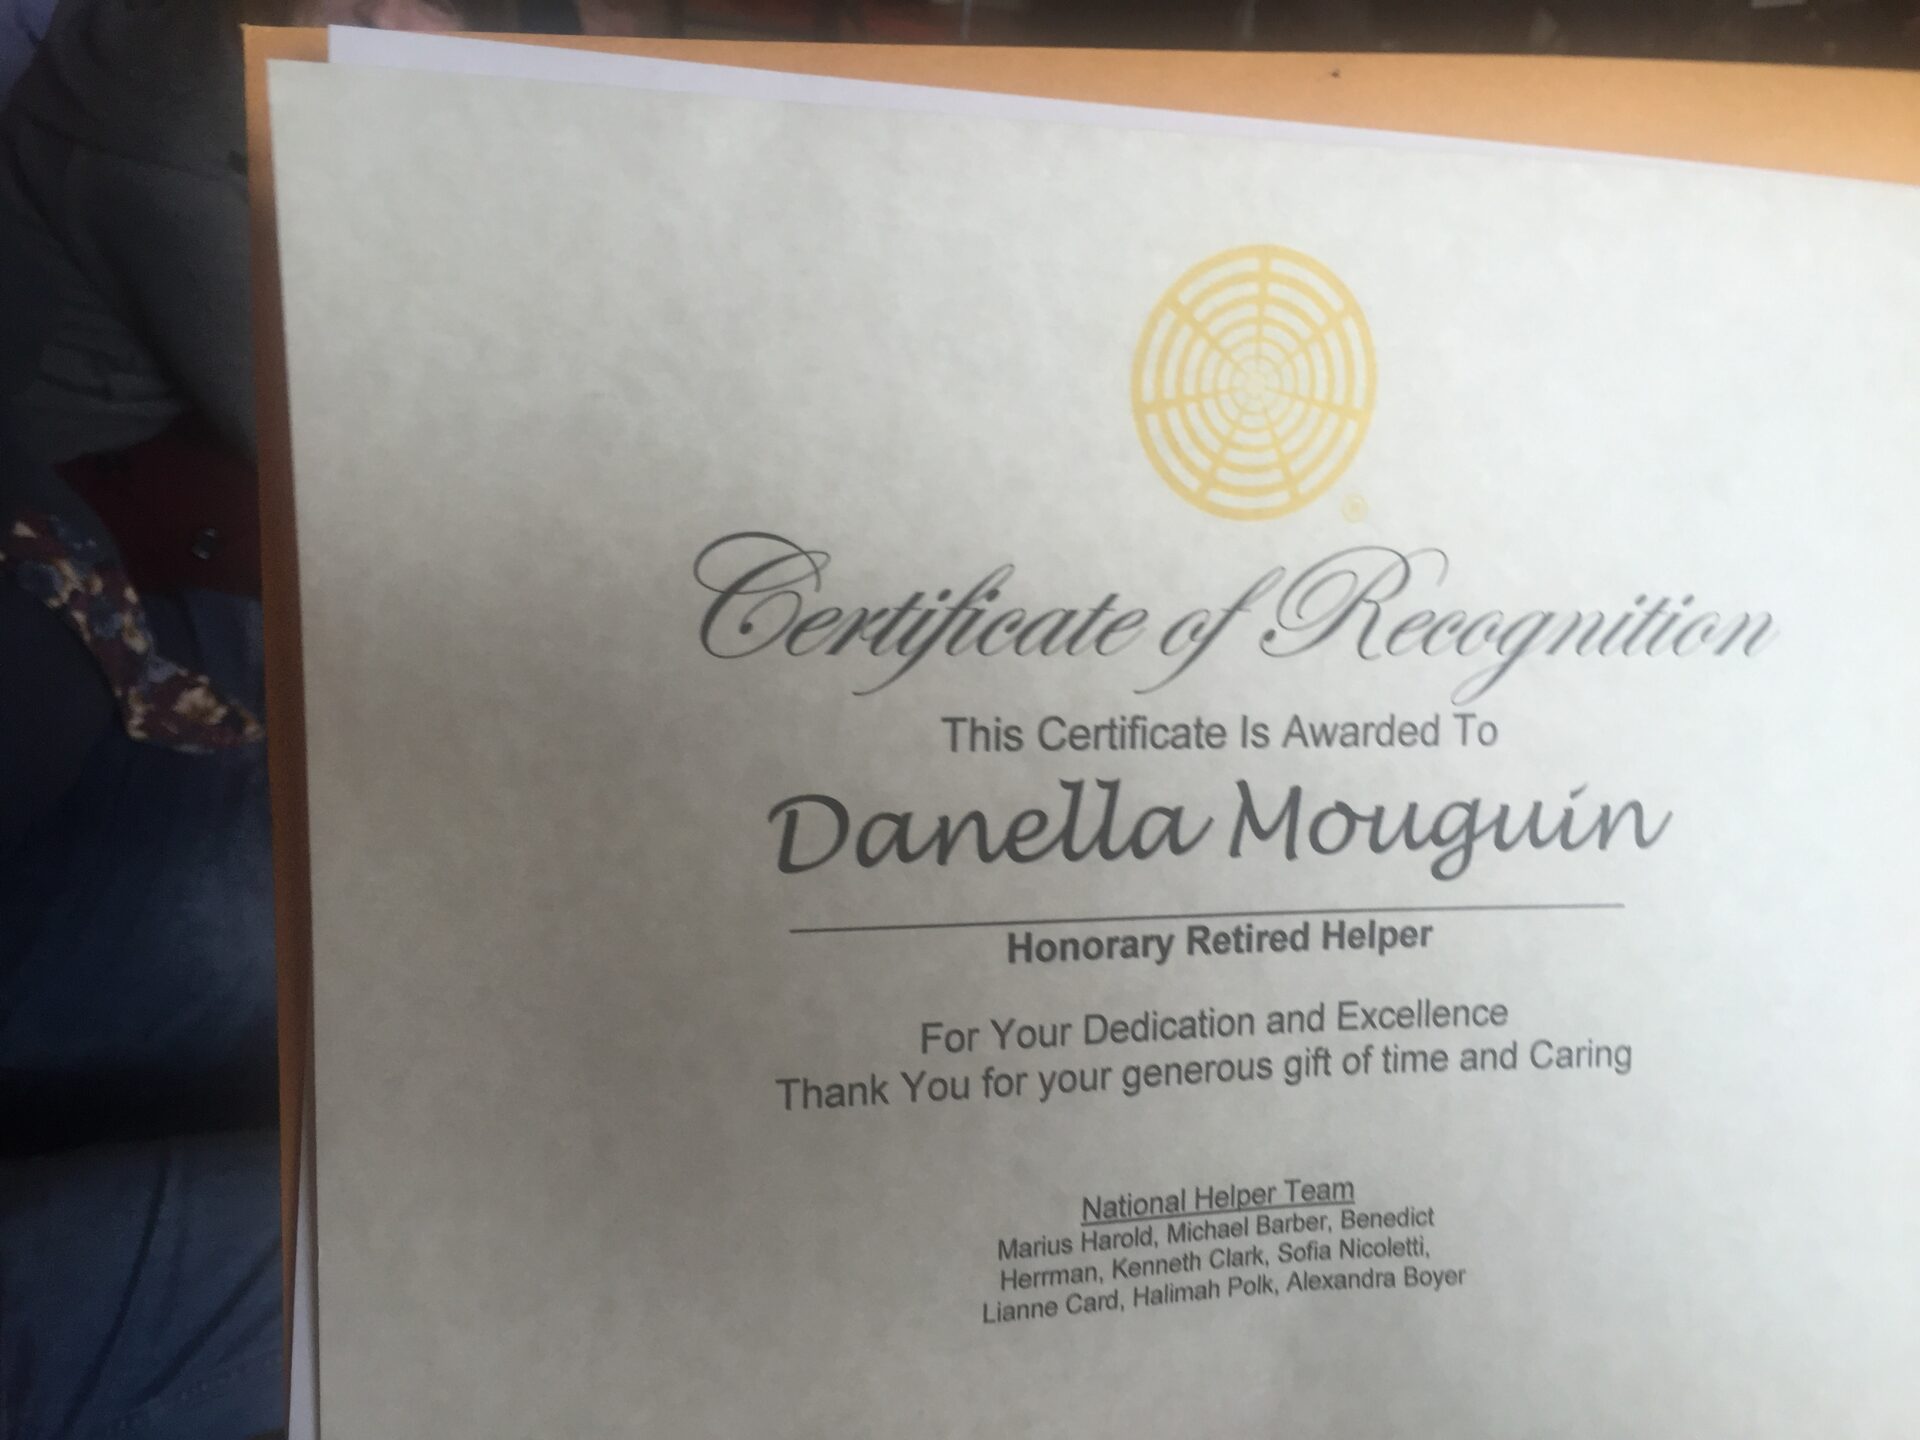 Certificate of Recognition
This Certificate Is Awarded To
Danella Mouguin
Honorary Retired Helper
For Your Dedication and Excellence
Thank You for your generous gift of time and Caring
National Helper Team
Marius Harold, Michael Barber, Benedict
Herrman, Kenneth Clark, Sofia Nicoletti,
Lianne Card, Halimah Polk, Alexandra Boyer